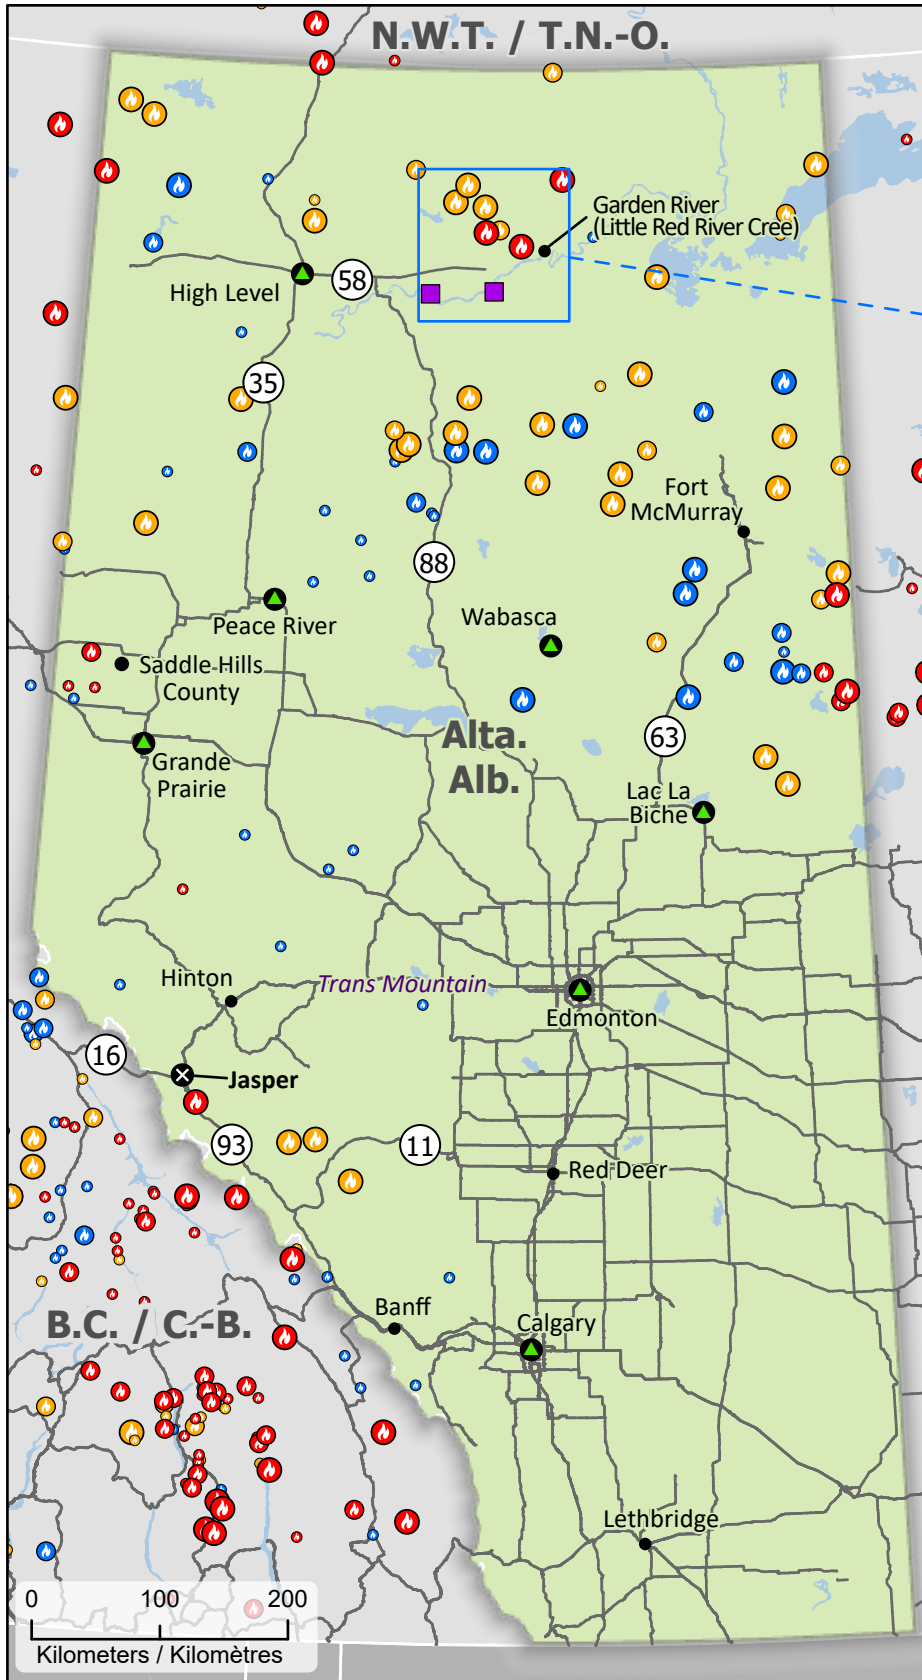 N.W.T. / T.N.-O.
Garden River
(Little Red River Cree)
High Level
58
35
Fort
McMurray
88
Peace River
Wabasca
Saddle Hills
County
63
Alta.
Alb.
Grande
Prairie
Lac La
Biche
Hinton
Trans Mountain
Edmonton
16
Jasper
93
11
Red Deer
Banff
B.C. / C.-B.
Calgary
Lethbridge
0 100 200
Kilometers / Kilomètres